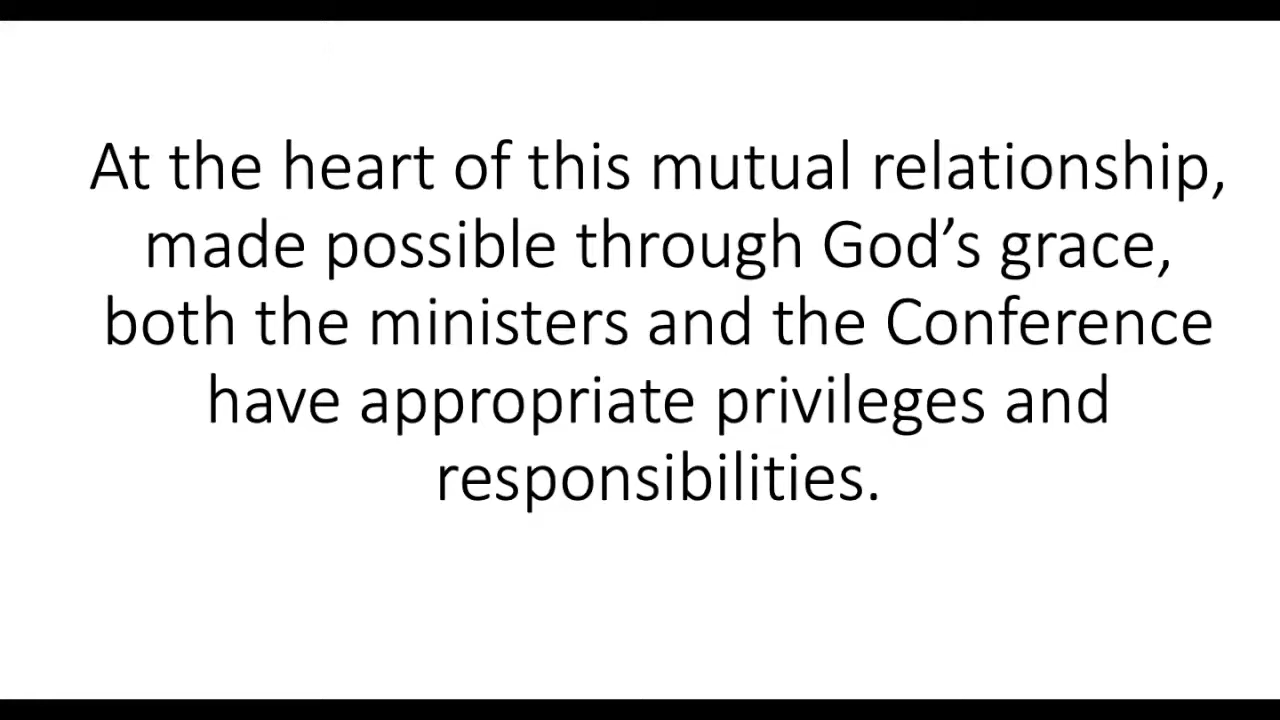 At the heart of this mutual relationship,
made possible through God’s grace,
both the ministers and the Conference
have appropriate privileges and
responsibilities.